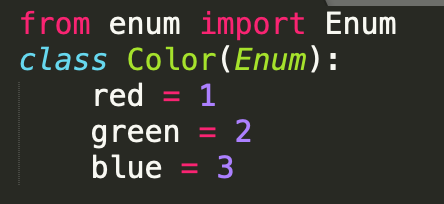 from enum import Enum
class Color(Enum):
    red = 1
    green = 2
    blue = 3